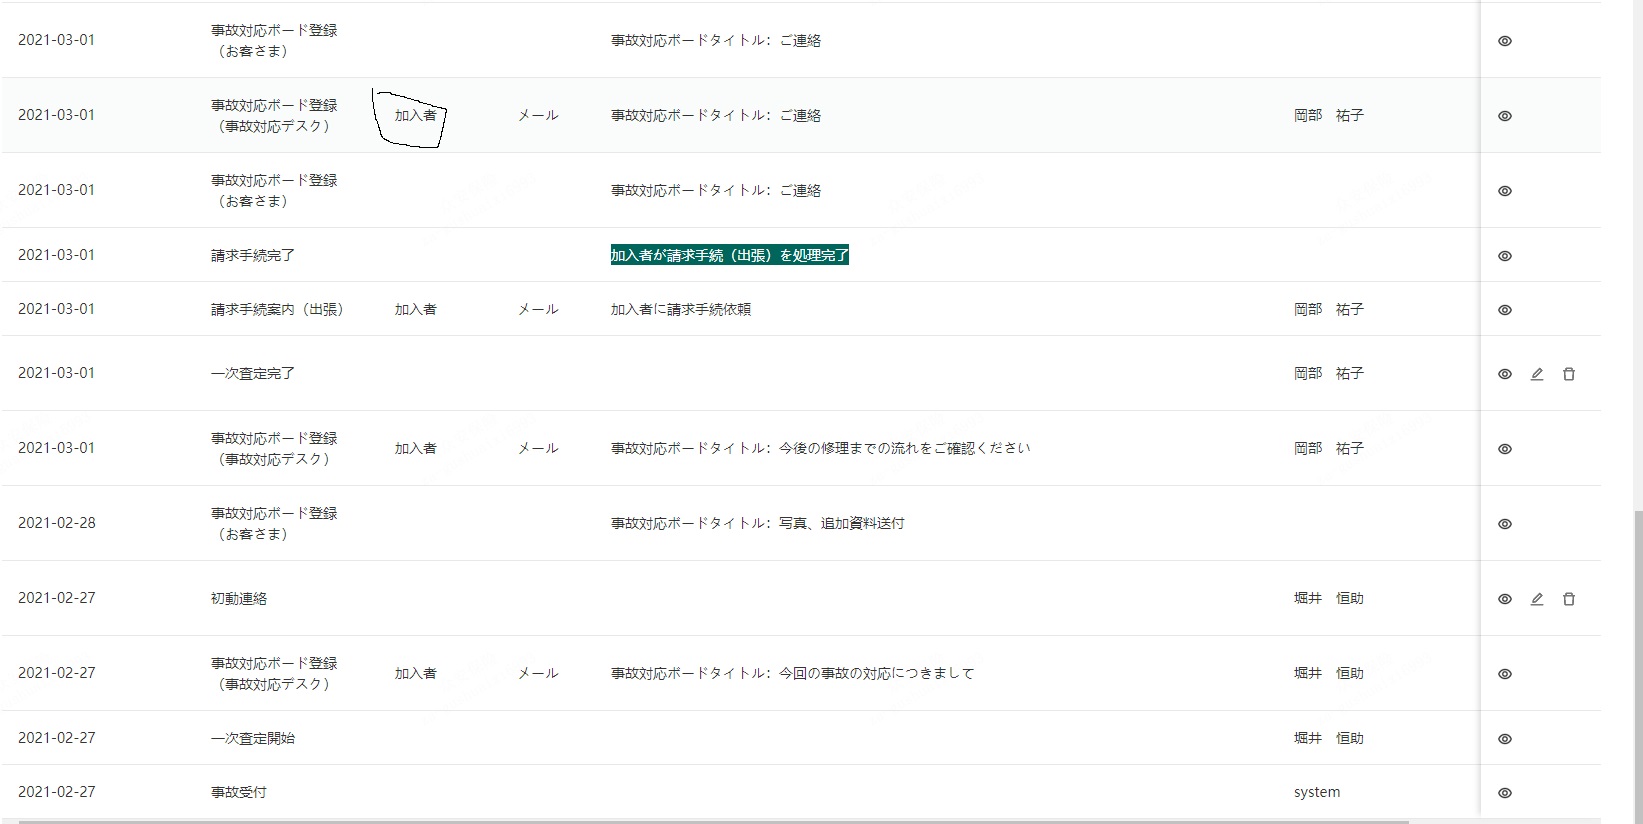 2021-03-01
事故対応ボード登録
（お客さま）
事故対応ボードタイトル：ご連絡
2021-03-01
事故対応ボード登録
（事故対応デスク）
加入者
メール
事故対応ボードタイトル：ご連絡
岡部　祐子
2021-03-01
事故対応ボード登録
（お客さま）
事故対応ボードタイトル：ご連絡
2021-03-01
請求手続完了
加入者が請求手続（出張）を処理完了
2021-03-01
請求手続案内（出張）
加入者
メール
加入者に請求手続依頼
岡部　祐子
2021-03-01
一次査定完了
岡部　祐子
2021-03-01
事故対応ボード登録
（事故対応デスク）
加入者
メール
事故対応ボードタイトル：今後の修理までの流れをご確認ください
岡部　祐子
2021-02-28
事故対応ボード登録
（お客さま）
事故対応ボードタイトル：写真、追加資料送付
2021-02-27
初動連絡
堀井　恒助
2021-02-27
事故対応ボード登録
（事故対応デスク）
加入者
メール
事故対応ボードタイトル：今回の事故の対応につきまして
堀井　恒助
2021-02-27
一次査定開始
堀井　恒助
2021-02-27
事故受付
system